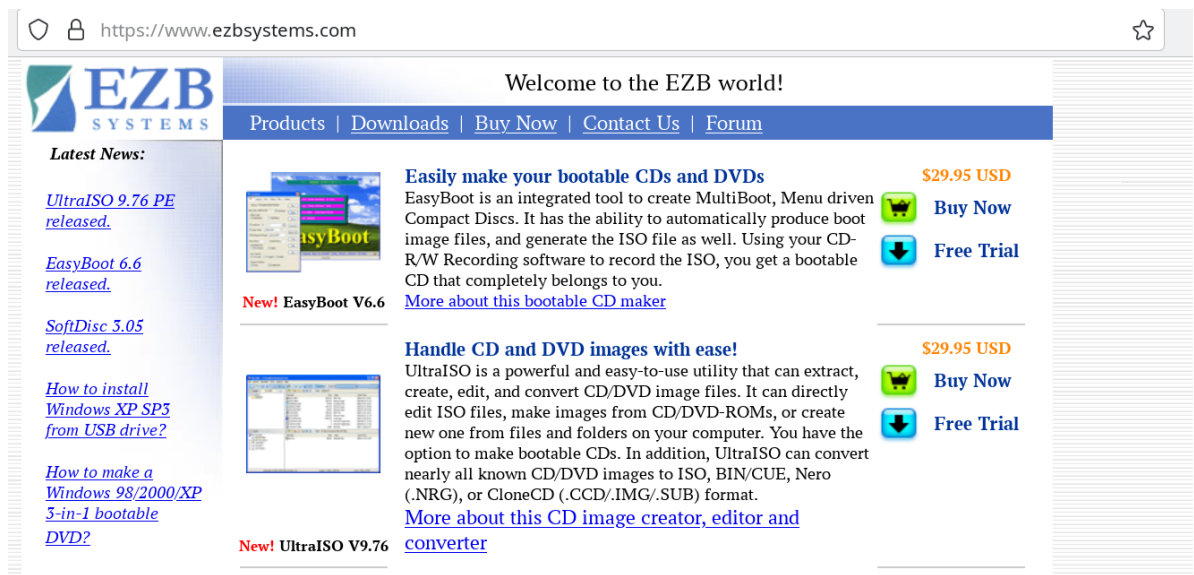 https://www.ezbsystems.com
EZB
SYSTEMS
Welcome to the EZB world!
Products | Downloads | Buy Now | Contact Us | Forum
Latest News:
UltraISO 9.76 PE
released.
EasyBoot 6.6
released.
SoftDisc 3.05
released.
How to install
Windows XP SP3
from USB drive?
How to make a
Windows 98/2000/XP
3-in-1 bootable
DVD?
EasyBoot
New! EasyBoot V6.6
Easily make your bootable CDs and DVDs
EasyBoot is an integrated tool to create MultiBoot, Menu driven
Compact Discs. It has the ability to automatically produce boot
image files, and generate the ISO file as well. Using your CD-
R/W Recording software to record the ISO, you get a bootable
CD that completely belongs to you.
More about this bootable CD maker
$29.95 USD
Buy Now
Free Trial
New! UltraISO V9.76
Handle CD and DVD images with ease!
UltraISO is a powerful and easy-to-use utility that can extract,
create, edit, and convert CD/DVD image files. It can directly
edit ISO files, make images from CD/DVD-ROMs, or create
new one from files and folders on your computer. You have the
option to make bootable CDs. In addition, UltraISO can convert
nearly all known CD/DVD images to ISO, BIN/CUE, Nero
(.NRG), or CloneCD (.CCD/.IMG/.SUB) format.
More about this CD image creator, editor and
converter
$29.95 USD
Buy Now
Free Trial